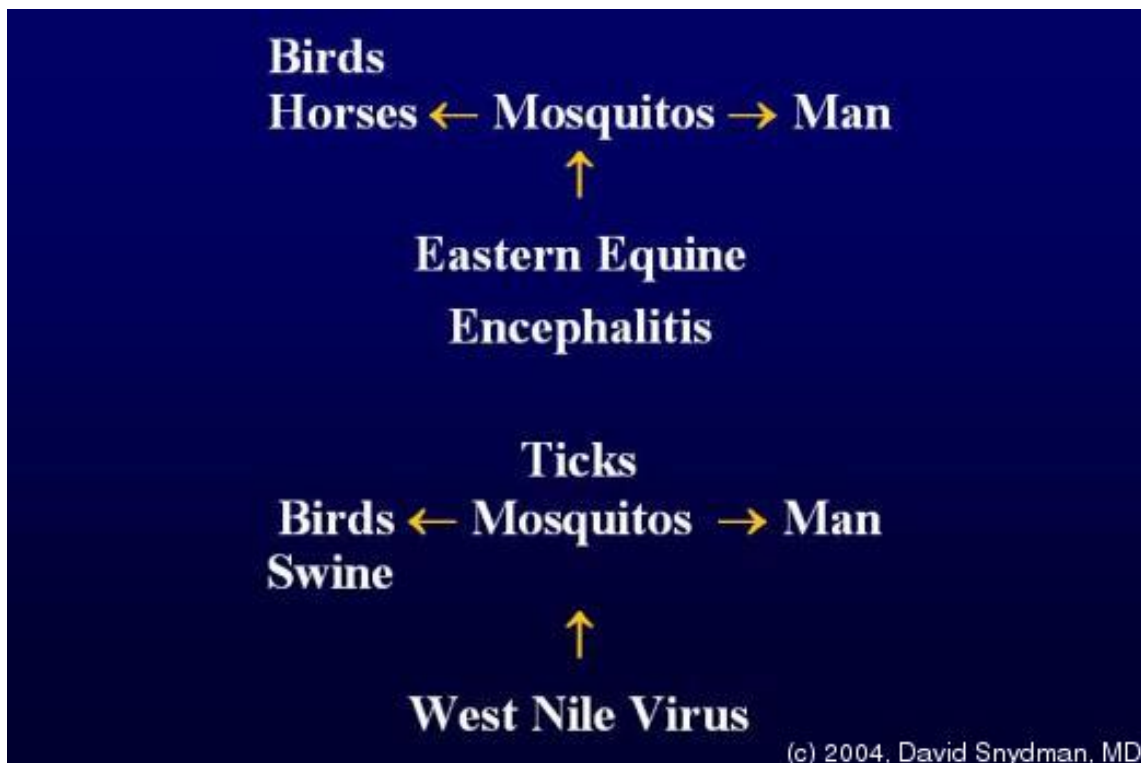 Birds
Horses ← Mosquitos → Man
↑
Eastern Equine
Encephalitis
Ticks
Birds ← Mosquitos → Man
Swine
↑
West Nile Virus
(c) 2004, David Snydman, MD